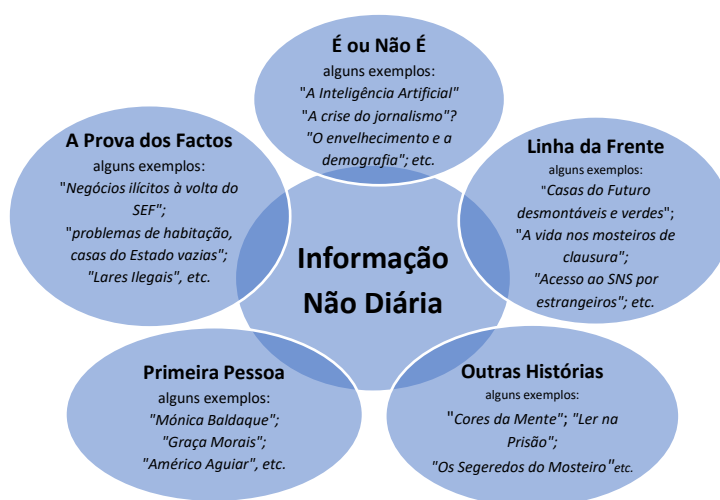 É ou Não É
alguns exemplos:
"A Inteligência Artificial"
"A crise do jornalismo"?
"O envelhecimento e a
demografia"; etc.
A Prova dos Factos
alguns exemplos:
"Negócios ilícitos à volta do
SEF";
"problemas de habitação,
casas do Estado vazias";
"Lares Ilegais", etc.
Linha da Frente
alguns exemplos:
"Casas do Futuro
desmontáveis e verdes";
"A vida nos mosteiros de
clausura";
"Acesso ao SNS por
estrangeiros"; etc.
Informação
Não Diária
Primeira Pessoa
alguns exemplos:
"Mónica Baldaque";
"Graça Morais";
"Américo Aguiar", etc.
Outras Histórias
alguns exemplos:
"Cores da Mente"; "Ler na
Prisão";
"Os Segeredos do Mosteiro"etc.